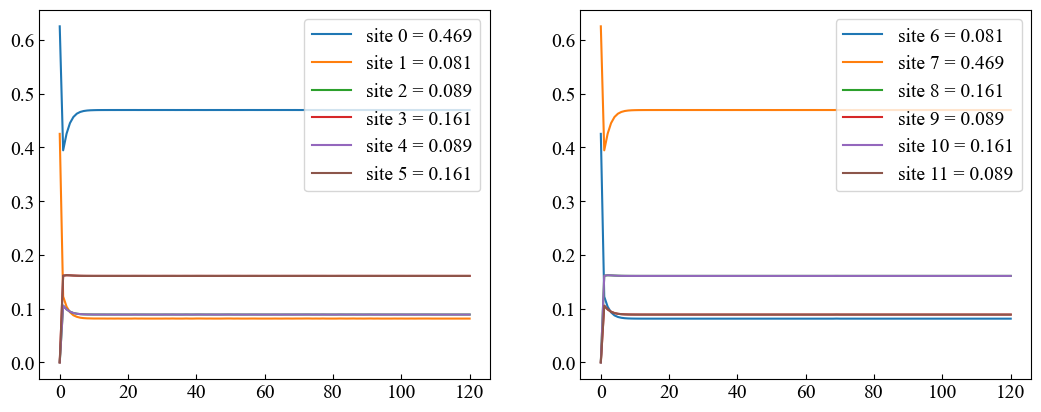 0.6
0.5
0.4
0.3
0.2
0.1
0.0
0 20 40 60 80 100 120
site 0 = 0.469
site 1 = 0.081
site 2 = 0.089
site 3 = 0.161
site 4 = 0.089
site 5 = 0.161
0.6
0.5
0.4
0.3
0.2
0.1
0.0
0 20 40 60 80 100 120
site 6 = 0.081
site 7 = 0.469
site 8 = 0.161
site 9 = 0.089
site 10 = 0.161
site 11 = 0.089